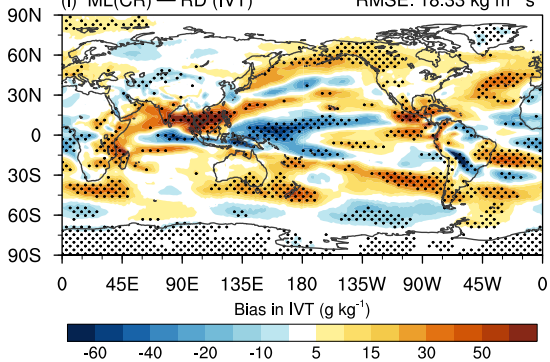 (f) ML(CR) — RD (IVT) RMSE: 18.33 kg m⁻¹ s⁻¹
90N
60N
30N
0
30S
60S
90S
0 45E 90E 135E 180 135W 90W 45W 0
Bias in IVT (g kg⁻¹)
-60 -40 -20 -10 5 15 30 50